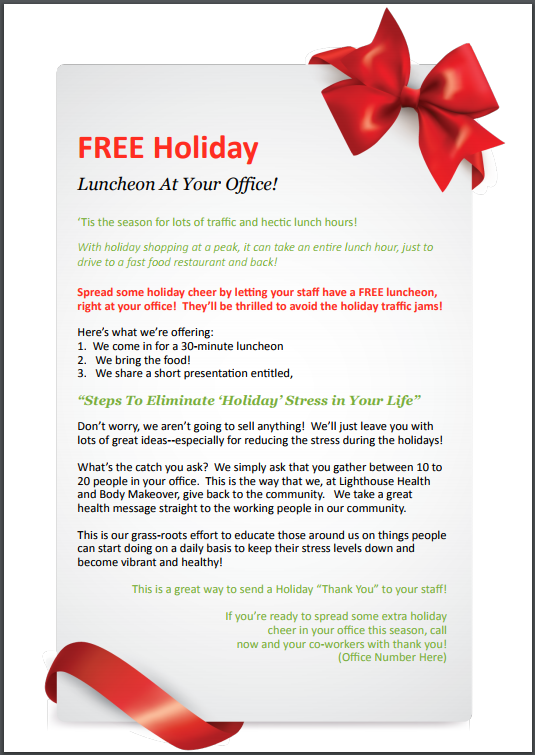 FREE Holiday
Luncheon At Your Office!
‘Tis the season for lots of traffic and hectic lunch hours!
With holiday shopping at a peak, it can take an entire lunch hour, just to
drive to a fast food restaurant and back!
Spread some holiday cheer by letting your staff have a FREE luncheon,
right at your office!  They’ll be thrilled to avoid the holiday traffic jams!
Here’s what we’re offering:
1.  We come in for a 30-minute luncheon
2.  We bring the food!
3.  We share a short presentation entitled,
“Steps To Eliminate ‘Holiday’ Stress in Your Life”
Don’t worry, we aren’t going to sell anything!  We’ll just leave you with
lots of great ideas--especially for reducing the stress during the holidays!
What’s the catch you ask?  We simply ask that you gather between 10 to
20 people in your office.  This is the way that we, at Lighthouse Health
and Body Makeover, give back to the community.   We take a great
health message straight to the working people in our community.
This is our grass-roots effort to educate those around us on things people
can start doing on a daily basis to keep their stress levels down and
become vibrant and healthy!
This is a great way to send a Holiday “Thank You” to your staff!
If you’re ready to spread some extra holiday
cheer in your office this season, call
now and your co-workers with thank you!
(Office Number Here)